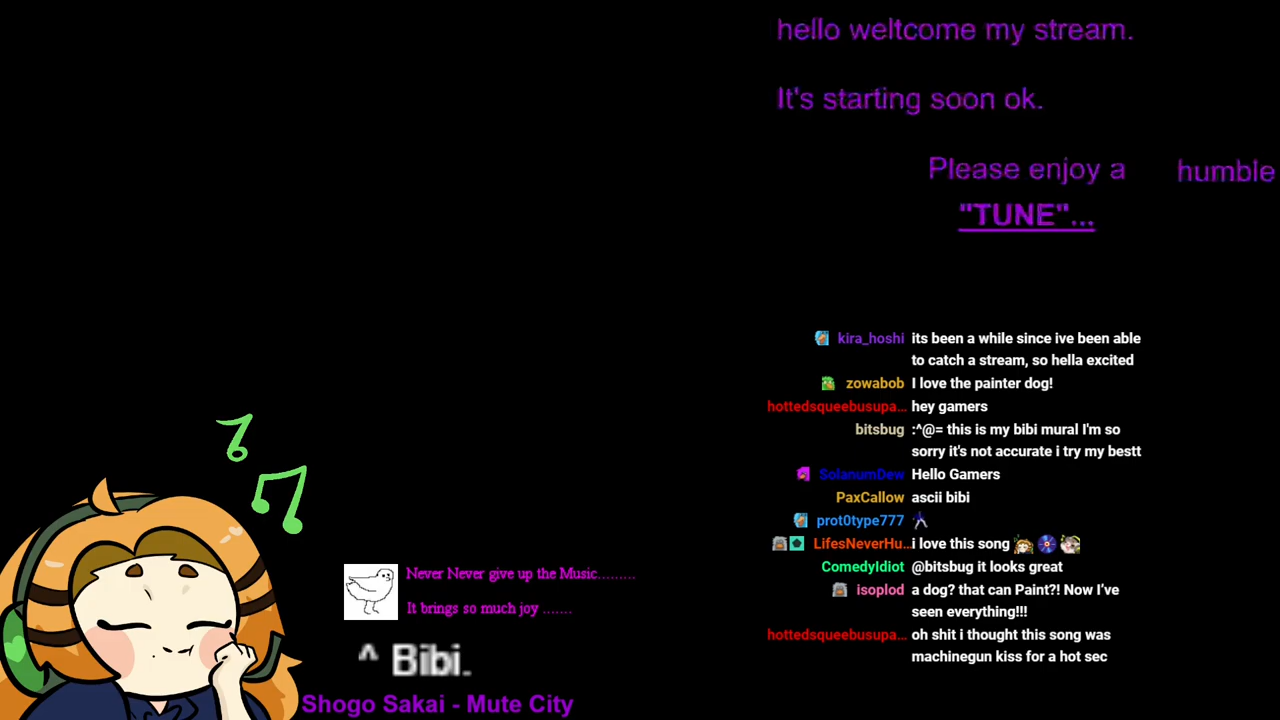 hello weltcome my stream.
It's starting soon ok.
Please enjoy a humble
"TUNE"...
kira_hoshi its been a while since ive been able
to catch a stream, so hella excited
zowabob I love the painter dog!
hottedsqueebusupa... hey gamers
bitsbug :^@= this is my bibi mural I'm so
sorry it's not accurate i try my bestt
SolanumDew Hello Gamers
PaxCallow ascii bibi
prot0type777
LifesNeverHu... i love this song
ComedyIdiot @bitsbug it looks great
isoplod a dog? that can Paint?! Now I've
seen everything!!!
hottedsqueebusupa... oh shit i thought this song was
machinegun kiss for a hot sec
Never Never give up the Music.........
It brings so much joy .......
^ Bibi.
Shogo Sakai - Mute City